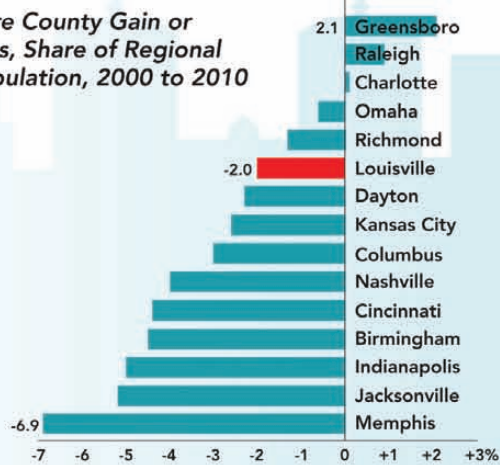 re County Gain or
s, Share of Regional
pulation, 2000 to 2010
2.1 Greensboro
Raleigh
Charlotte
Omaha
Richmond
-2.0 Louisville
Dayton
Kansas City
Columbus
Nashville
Cincinnati
Birmingham
Indianapolis
Jacksonville
-6.9 Memphis
-7 -6 -5 -4 -3 -2 -1 0 +1 +2 +3%